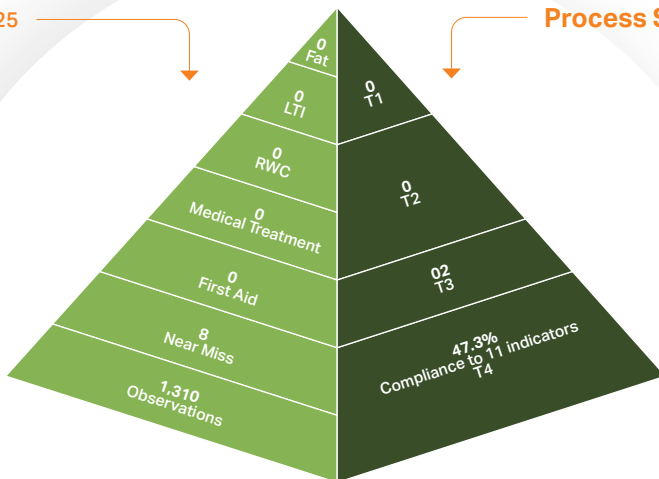 25
Process S
0
Fat
0
LTI
0
RWC
0
Medical Treatment
0
First Aid
8
Near Miss
1.310
Observations
0
T1
0
T2
02
T3
47.3%
Compliance to 11 indicators
T4